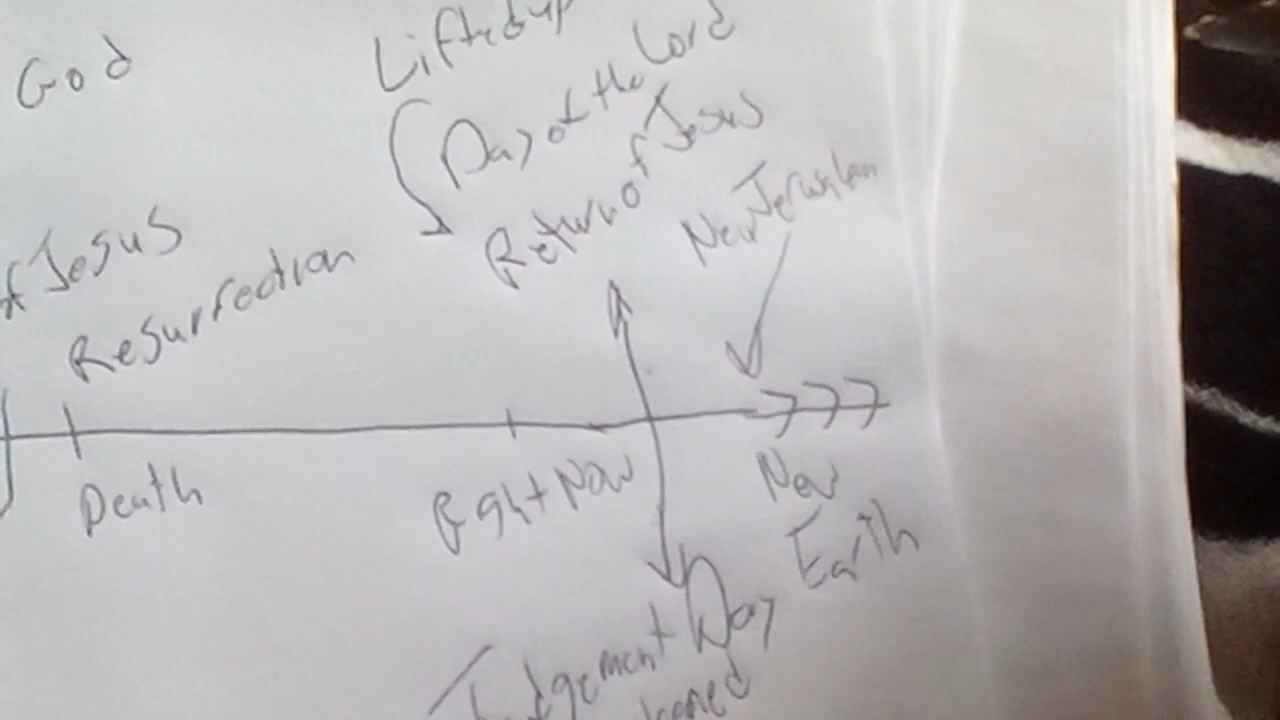 God
Lifted up
Day of the Lord
Return of Jesus
New Jerusalem
of Jesus
Resurrection
Death
Right Now
New
Earth
Judgement Day